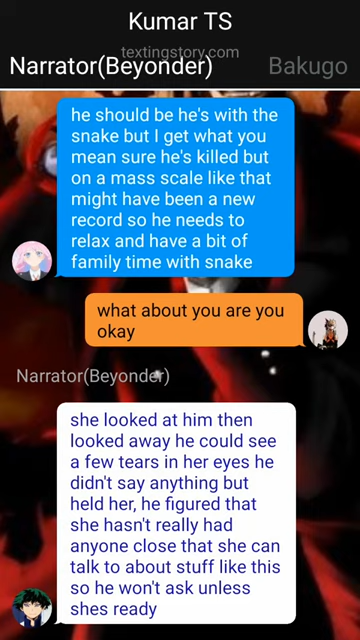 Kumar TS
textingstory.com
Narrator(Beyonder)
Bakugo
he should be he's with the
snake but I get what you
mean sure he's killed but
on a mass scale like that
might have been a new
record so he needs to
relax and have a bit of
family time with snake
what about you are you
okay
Narrator(Beyonder)
she looked at him then
looked away he could see
a few tears in her eyes he
didn't say anything but
held her, he figured that
she hasn't really had
anyone close that she can
talk to about stuff like this
so he won't ask unless
shes ready